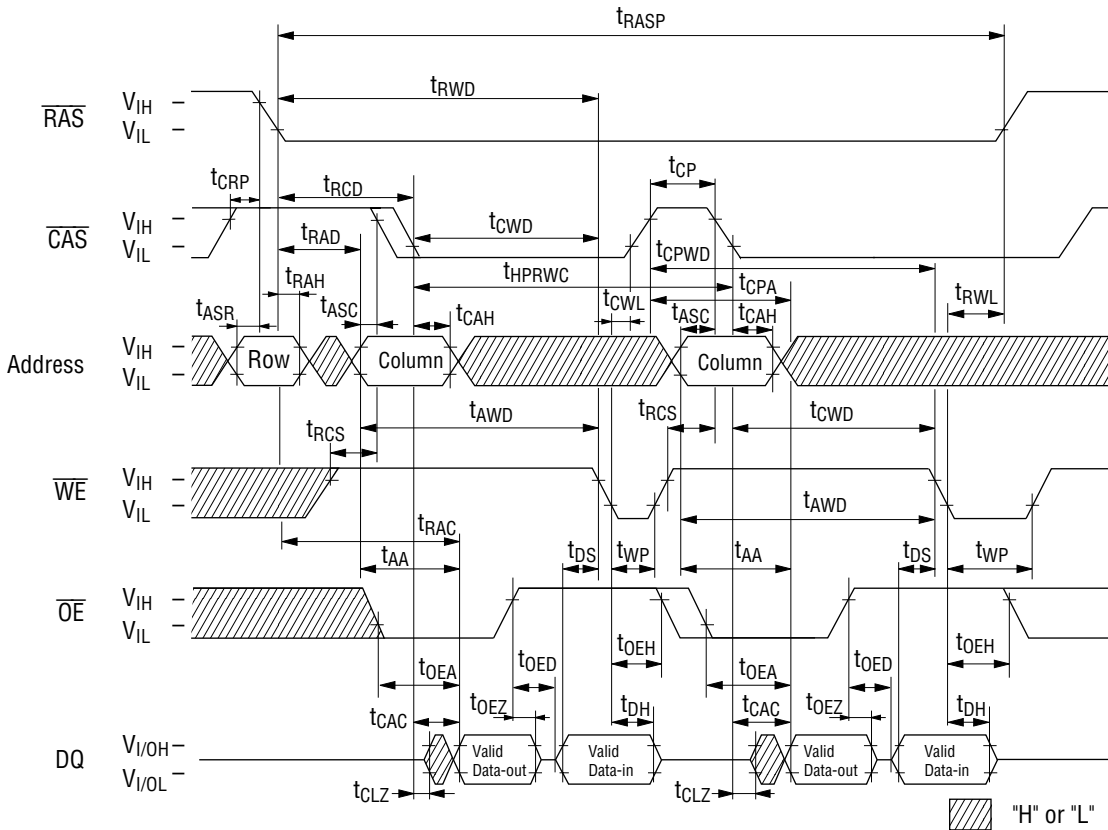 tRASP
tRWD
RAS
VIH
VIL
tCRP
tRCD
tCP
CAS
VIH
VIL
tCWD
tRAD
tCPWD
tHPRWC
tRAH
tCPA
tASR
tASC
tCAH
tCWL
tASC
tCAH
tRWL
Address
VIH
VIL
Row
Column
Column
tRCS
tAWD
tRCS
tCWD
WE
VIH
VIL
tRAC
tAWD
tAA
tDS
tWP
tAA
tDS
tWP
OE
VIH
VIL
tOEA
tOED
tOEH
tOEA
tOED
tOEH
tCAC
tOEZ
tDH
tCAC
tOEZ
tDH
DQ
VI/OH
VI/OL
Valid
Data-out
Valid
Data-in
Valid
Data-out
Valid
Data-in
tCLZ
tCLZ
"H" or "L"